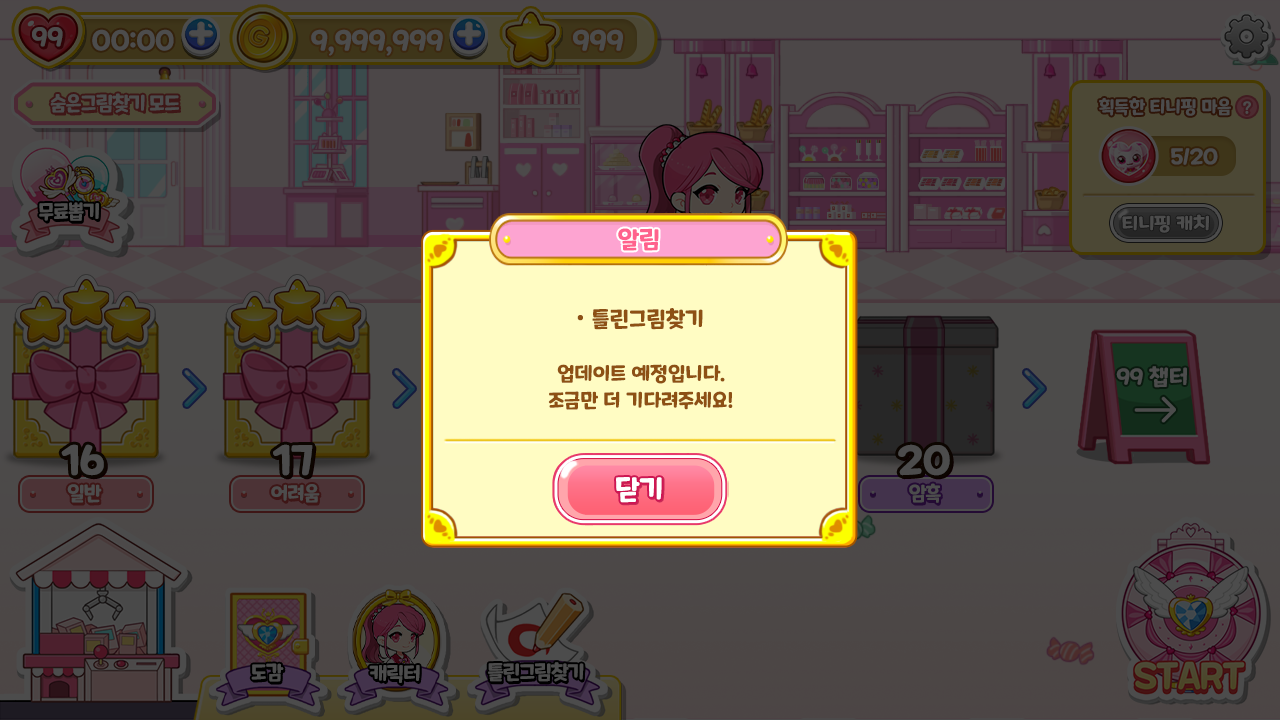 99
00:00
G
9,999,999
999
숨은그림찾기 모드
무료뽑기
획득한 티니핑 마음 ?
5/20
티니핑 캐치
알림
• 틀린그림찾기
업데이트 예정입니다.
조금만 더 기다려주세요!
닫기
16
일반
17
어려움
20
암흑
99 챕터
도감
캐릭터
틀린그림찾기
START